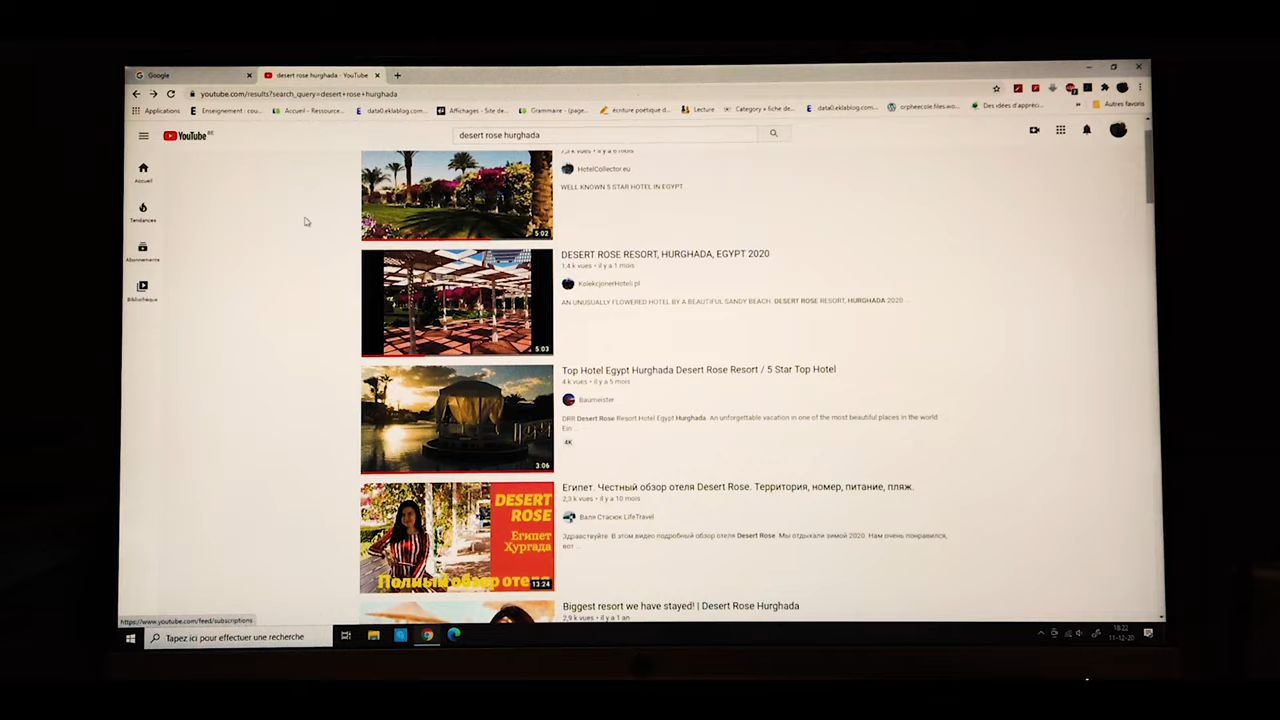 Google
desert rose hurghada - YouTube
youtube.com/results?search_query=desert+rose+hurghada
Applications
Enseignement : cou...
Accueil - Ressource...
data0.eklablog.com...
Affichages - Site de...
Grammaire - (page...
écriture poétique d...
Lecture
Category « fiche de...
data0.eklablog.com...
orpheecole.files.wo...
Des idées d'appréci...
»
Autres favoris
YouTube BE
desert rose hurghada
Accueil
Tendances
Abonnements
Bibliothèque
HotelCollector.eu
WELL KNOWN 5 STAR HOTEL IN EGYPT
5:02
DESERT ROSE RESORT, HURGHADA, EGYPT 2020
1,4 k vues • il y a 1 mois
KolekcjonerHoteli.pl
AN UNUSUALLY FLOWERED HOTEL BY A BEAUTIFUL SANDY BEACH. DESERT ROSE RESORT, HURGHADA 2020 ...
5:03
Top Hotel Egypt Hurghada Desert Rose Resort / 5 Star Top Hotel
4 k vues • il y a 5 mois
Baumeister
DRR Desert Rose Resort Hotel Egypt Hurghada. An unforgettable vacation in one of the most beautiful places in the world
Ein ...
4K
3:06
Египет. Честный обзор отеля Desert Rose. Территория, номер, питание, пляж.
2,3 k vues • il y a 10 mois
Валя Стасюк LifeTravel
Здравствуйте. В этом видео подробный обзор отеля Desert Rose. Мы отдыхали зимой 2020. Нам очень понравился,
вот ...
DESERT
ROSE
Египет
Хургада
Полный обзор отеля
13:24
Biggest resort we have stayed! | Desert Rose Hurghada
2,9 k vues • il y a 1 an
https://www.youtube.com/feed/subscriptions
Tapez ici pour effectuer une recherche
18:22
11-12-20